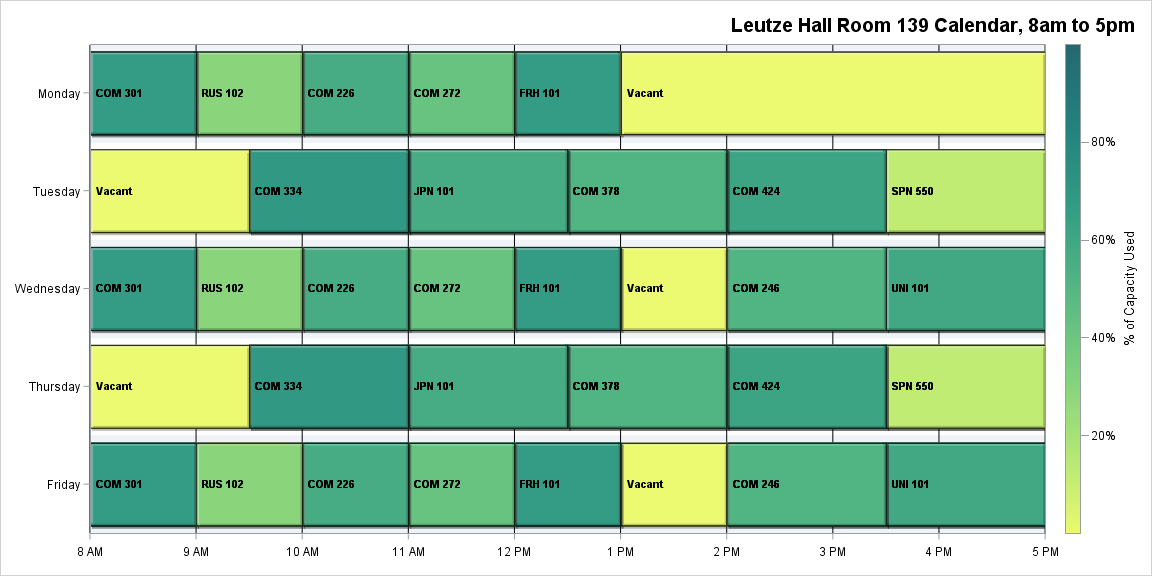 Leutze Hall Room 139 Calendar, 8am to 5pm
Monday
COM 301
RUS 102
COM 226
COM 272
FRH 101
Vacant
Tuesday
Vacant
COM 334
JPN 101
COM 378
COM 424
SPN 550
Wednesday
COM 301
RUS 102
COM 226
COM 272
FRH 101
Vacant
COM 246
UNI 101
Thursday
Vacant
COM 334
JPN 101
COM 378
COM 424
SPN 550
Friday
COM 301
RUS 102
COM 226
COM 272
FRH 101
Vacant
COM 246
UNI 101
8 AM
9 AM
10 AM
11 AM
12 PM
1 PM
2 PM
3 PM
4 PM
5 PM
80%
60%
40%
20%
% of Capacity Used